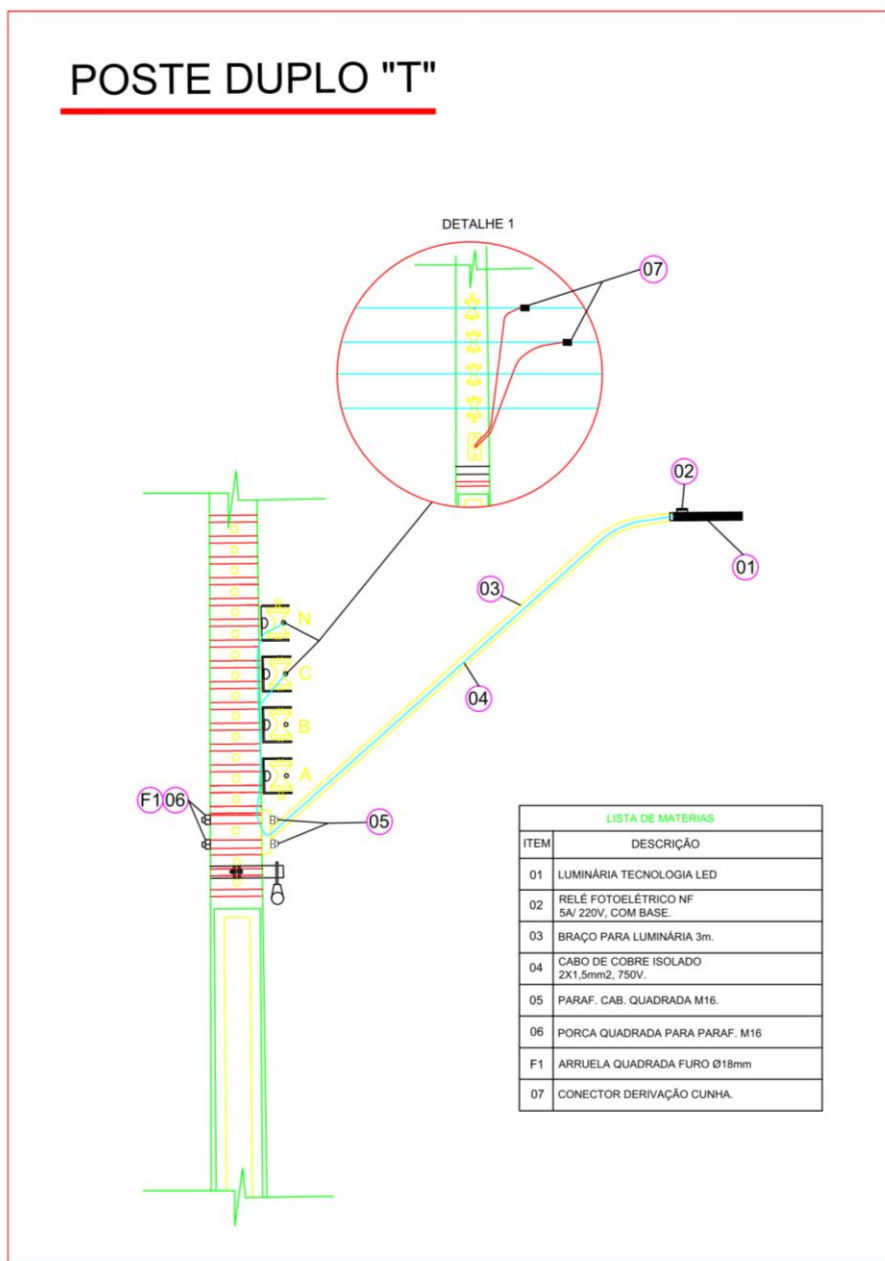 POSTE DUPLO "T"
DETALHE 1
07
02
01
03
04
N
C
B
A
F1 06
05
LISTA DE MATERIAS
ITEM DESCRIÇÃO
01 LUMINÁRIA TECNOLOGIA LED
02 RELÉ FOTOELÉTRICO NF
5A/ 220V, COM BASE.
03 BRAÇO PARA LUMINÁRIA 3m.
04 CABO DE COBRE ISOLADO
2X1,5mm2, 750V.
05 PARAF. CAB. QUADRADA M16.
06 PORCA QUADRADA PARA PARAF. M16
F1 ARRUELA QUADRADA FURO Ø18mm
07 CONECTOR DERIVAÇÃO CUNHA.